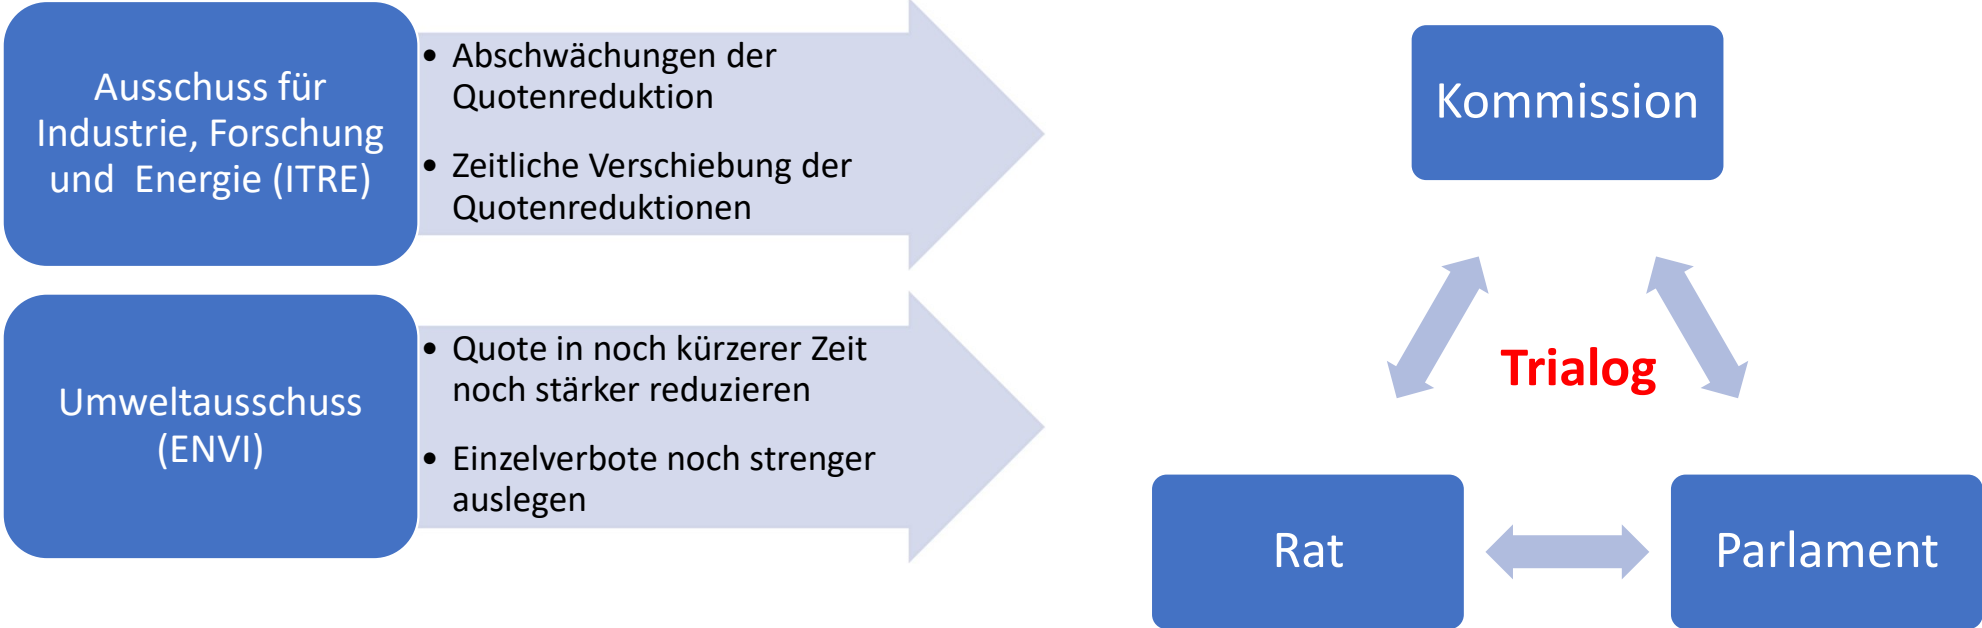 Ausschuss für
Industrie, Forschung
und  Energie (ITRE)
• Abschwächungen der
Quotenreduktion
• Zeitliche Verschiebung der
Quotenreduktionen
Umweltausschuss
(ENVI)
• Quote in noch kürzerer Zeit
noch stärker reduzieren
• Einzelverbote noch strenger
auslegen
Kommission
Trialog
Rat
Parlament